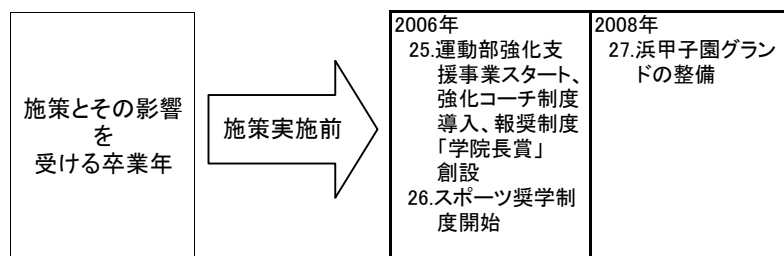 施策とその影響
を
受ける卒業年
施策実施前
2006年
25.運動部強化支
援事業スタート、
強化コーチ制度
導入、報奨制度
「学院長賞」
創設
26.スポーツ奨学制
度開始
2008年
27.浜甲子園グラン
ドの整備